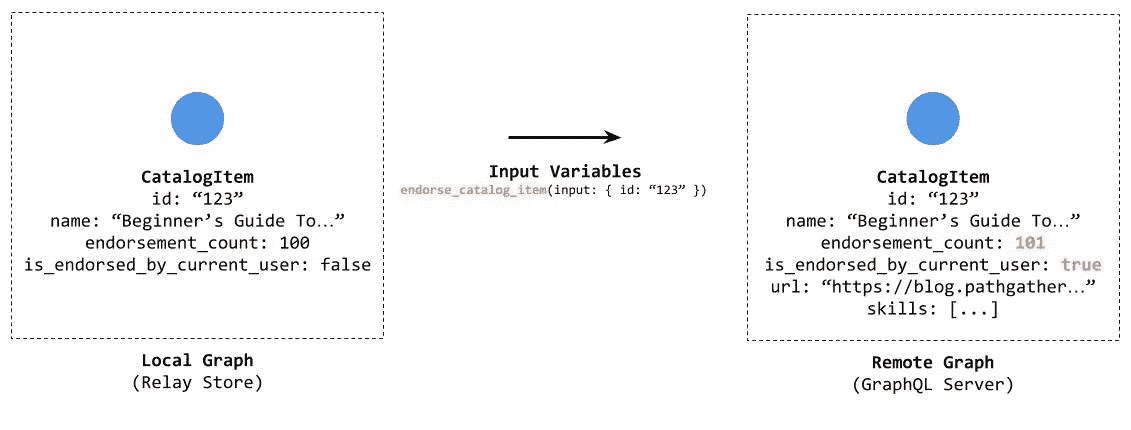 CatalogItem
id: “123”
name: “Beginner’s Guide To…”
endorsement_count: 100
is_endorsed_by_current_user: false
Local Graph
(Relay Store)
Input Variables
endorse_catalog_item(input: { id: “123” })
CatalogItem
id: “123”
name: “Beginner’s Guide To…”
endorsement_count: 101
is_endorsed_by_current_user: true
url: “https://blog.pathgather…”
skills: [...]
Remote Graph
(GraphQL Server)